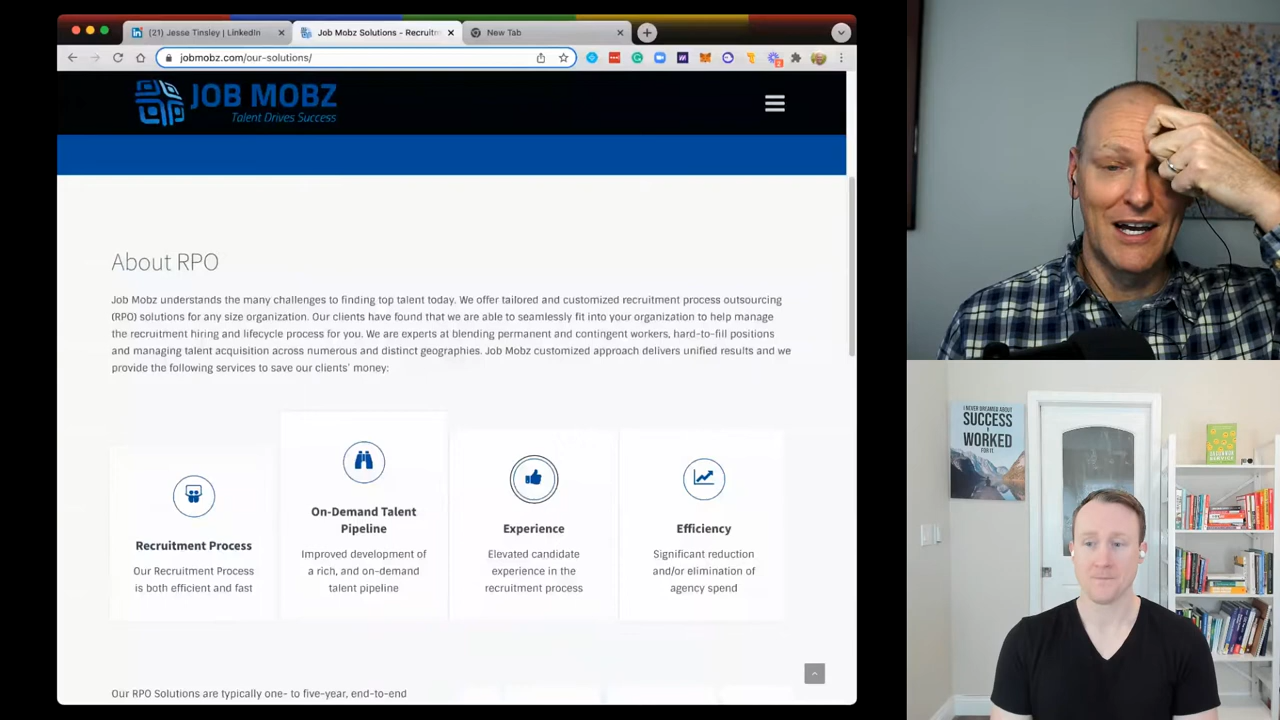 (21) Jesse Tinsley | LinkedIn
Job Mobz Solutions - Recruitm
New Tab
jobmobz.com/our-solutions/
JOB MOBZ
Talent Drives Success
About RPO
Job Mobz understands the many challenges to finding top talent today. We offer tailored and customized recruitment process outsourcing
(RPO) solutions for any size organization. Our clients have found that we are able to seamlessly fit into your organization to help manage
the recruitment hiring and lifecycle process for you. We are experts at blending permanent and contingent workers, hard-to-fill positions
and managing talent acquisition across numerous and distinct geographies. Job Mobz customized approach delivers unified results and we
provide the following services to save our clients' money:
Recruitment Process
Our Recruitment Process
is both efficient and fast
On-Demand Talent
Pipeline
Improved development of
a rich, and on-demand
talent pipeline
Experience
Elevated candidate
experience in the
recruitment process
Efficiency
Significant reduction
and/or elimination of
agency spend
Our RPO Solutions are typically one- to five-year, end-to-end
I NEVER DREAMED ABOUT
SUCCESS
I
WORKED
FOR IT.